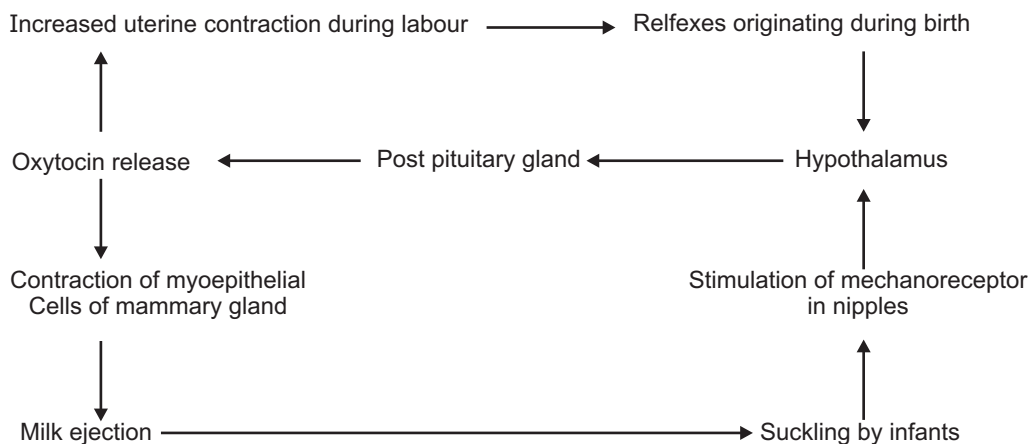 Increased uterine contraction during labour
Relfexes originating during birth
Oxytocin release
Post pituitary gland
Hypothalamus
Contraction of myoepithelial
Cells of mammary gland
Stimulation of mechanoreceptor
in nipples
Milk ejection
Suckling by infants